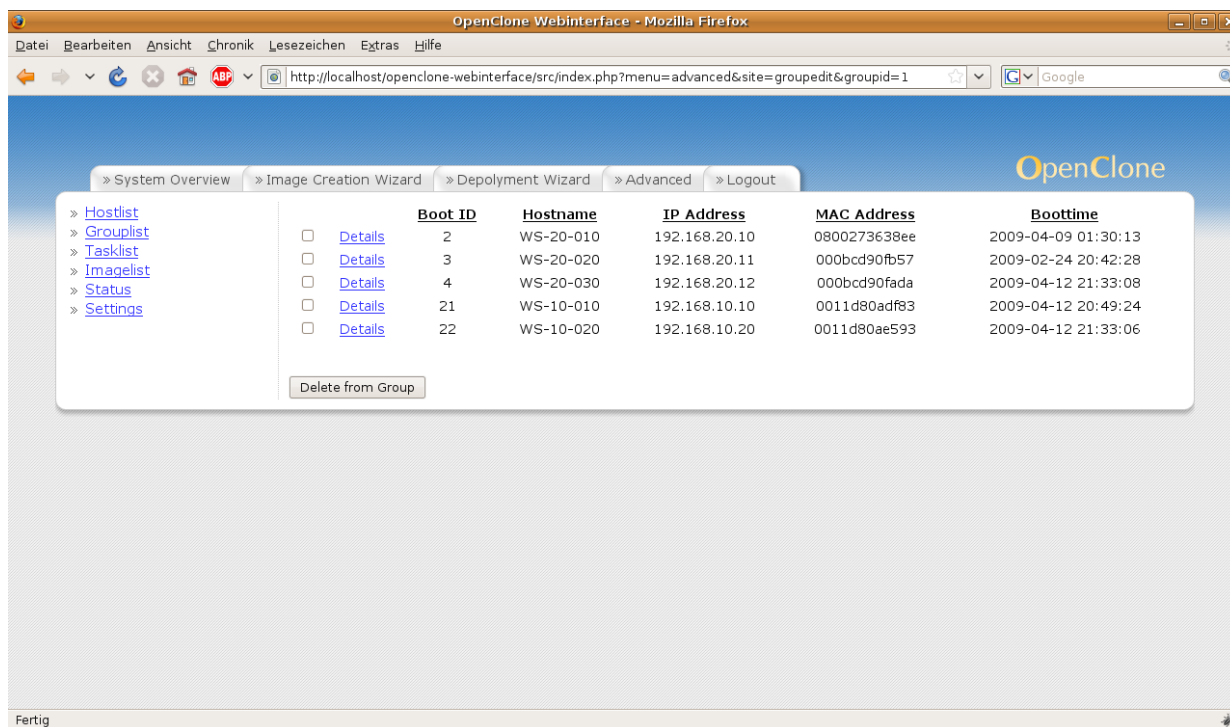 OpenClone Webinterface - Mozilla Firefox
Datei Bearbeiten Ansicht Chronik Lesezeichen Extras Hilfe
ABP http://localhost/openclone-webinterface/src/index.php?menu=advanced&site=groupedit&groupid=1 G Google
OpenClone
» System Overview » Image Creation Wizard » Depolyment Wizard » Advanced » Logout
» Hostlist
» Grouplist
» Tasklist
» Imagelist
» Status
» Settings
Boot ID Hostname IP Address MAC Address Boottime
Details 2 WS-20-010 192.168.20.10 0800273638ee 2009-04-09 01:30:13
Details 3 WS-20-020 192.168.20.11 000bcd90fb57 2009-02-24 20:42:28
Details 4 WS-20-030 192.168.20.12 000bcd90fada 2009-04-12 21:33:08
Details 21 WS-10-010 192.168.10.10 0011d80adf83 2009-04-12 20:49:24
Details 22 WS-10-020 192.168.10.20 0011d80ae593 2009-04-12 21:33:06
Delete from Group
Fertig